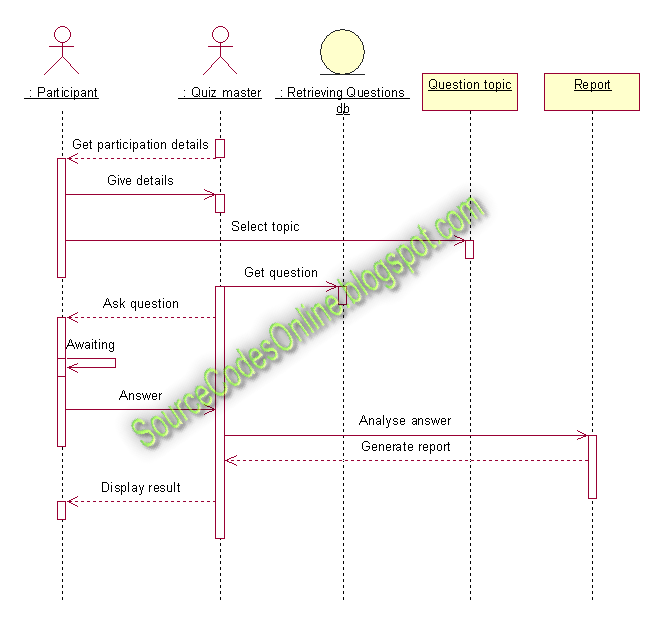 : Participant
: Quiz master
: Retrieving Questions
db
Question topic
Report
Get participation details
Give details
Select topic
Get question
Ask question
Awaiting
Answer
Analyse answer
Generate report
Display result
SourceCodesOnline.blogspot.com